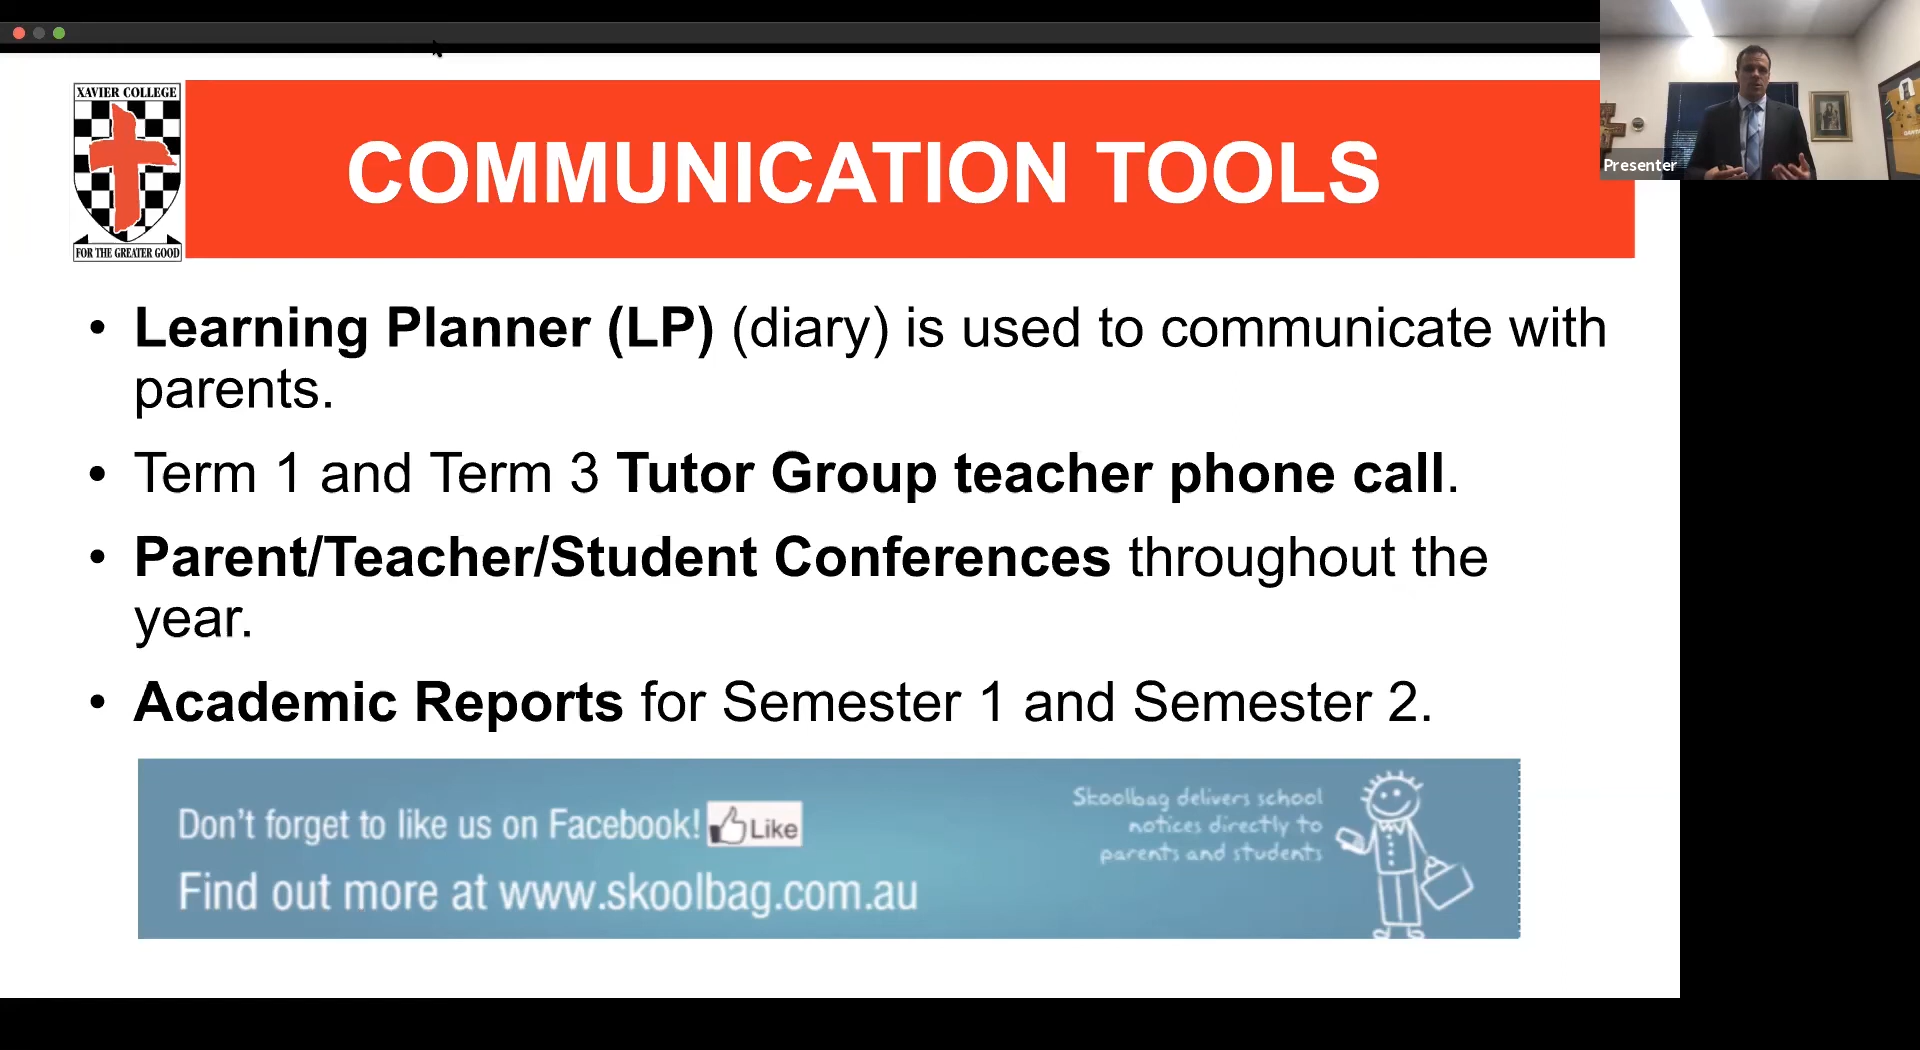 XAVIER COLLEGE
FOR THE GREATER GOOD
COMMUNICATION TOOLS
Presenter
• Learning Planner (LP) (diary) is used to communicate with
parents.
• Term 1 and Term 3 Tutor Group teacher phone call.
• Parent/Teacher/Student Conferences throughout the
year.
• Academic Reports for Semester 1 and Semester 2.
Don't forget to like us on Facebook! Like
Find out more at www.skoolbag.com.au
Skoolbag delivers school
notices directly to
parents and students